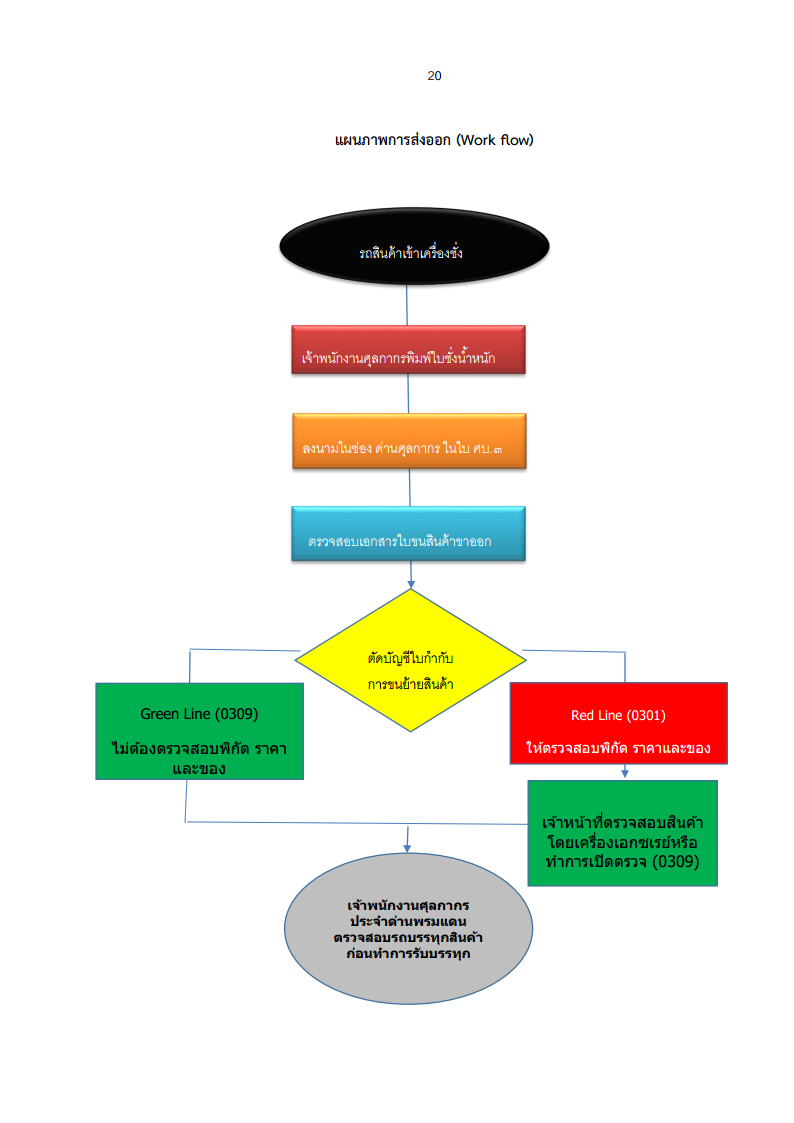 20
แผนภาพการส่งออก (Work flow)
รถสินค้าเข้าเครื่องชั่ง
เจ้าพนักงานศุลกากรพิมพ์ใบชั่งน้ำหนัก
ลงนามในช่อง ด่านศุลกากร ในใบ ศบ.๓
ตรวจสอบเอกสารใบขนสินค้าขาออก
ตัดบัญชีใบกำกับ
การขนย้ายสินค้า
Green Line (0309)
ไม่ต้องตรวจสอบพิกัด ราคา
และของ
Red Line (0301)
ให้ตรวจสอบพิกัด ราคาและของ
เจ้าหน้าที่ตรวจสอบสินค้า
โดยเครื่องเอกซเรย์หรือ
ทำการเปิดตรวจ (0309)
เจ้าพนักงานศุลกากร
ประจำด่านพรมแดน
ตรวจสอบรถบรรทุกสินค้า
ก่อนทำการรับบรรทุก